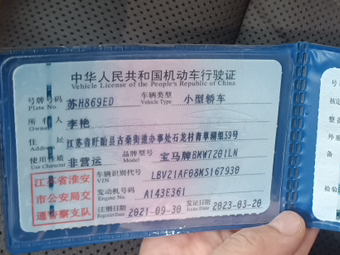 中华人民共和国机动车行驶证
Vehicle License of the People's Republic of China
号牌号码 Plate No. 苏H869ED 车辆类型 Vehicle Type 小型轿车
所有人 Owner 李艳
住址 江苏省盱眙县古桑街道办事处石龙村青草棚组59号
使用性质 Use Character 非营运 品牌型号 Model 宝马牌BMW7201LN
车辆识别代号 VIN LBV21AF08MS167930
发动机号码 Engine No. A143E361
注册日期 2021-09-30 发证日期 2023-03-20
江苏省淮安
市公安局交
通警察支队